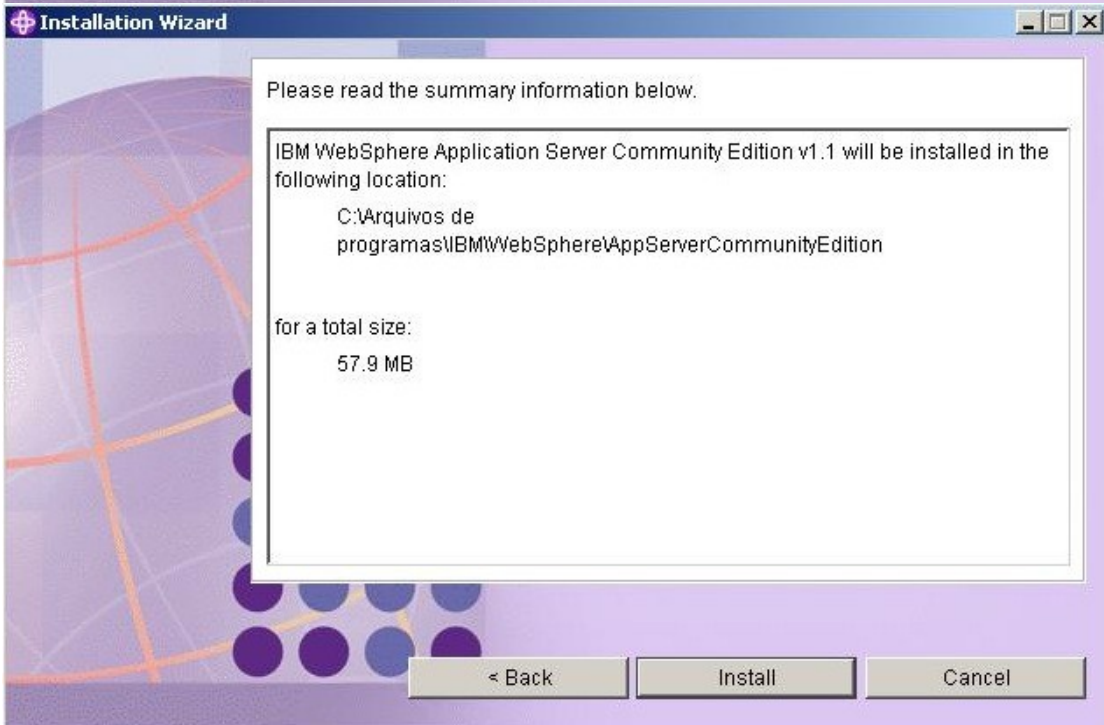 Installation Wizard
Please read the summary information below.
IBM WebSphere Application Server Community Edition v1.1 will be installed in the
following location:
C:\Arquivos de
programas\IBM\WebSphere\AppServerCommunityEdition
for a total size:
57.9 MB
< Back
Install
Cancel